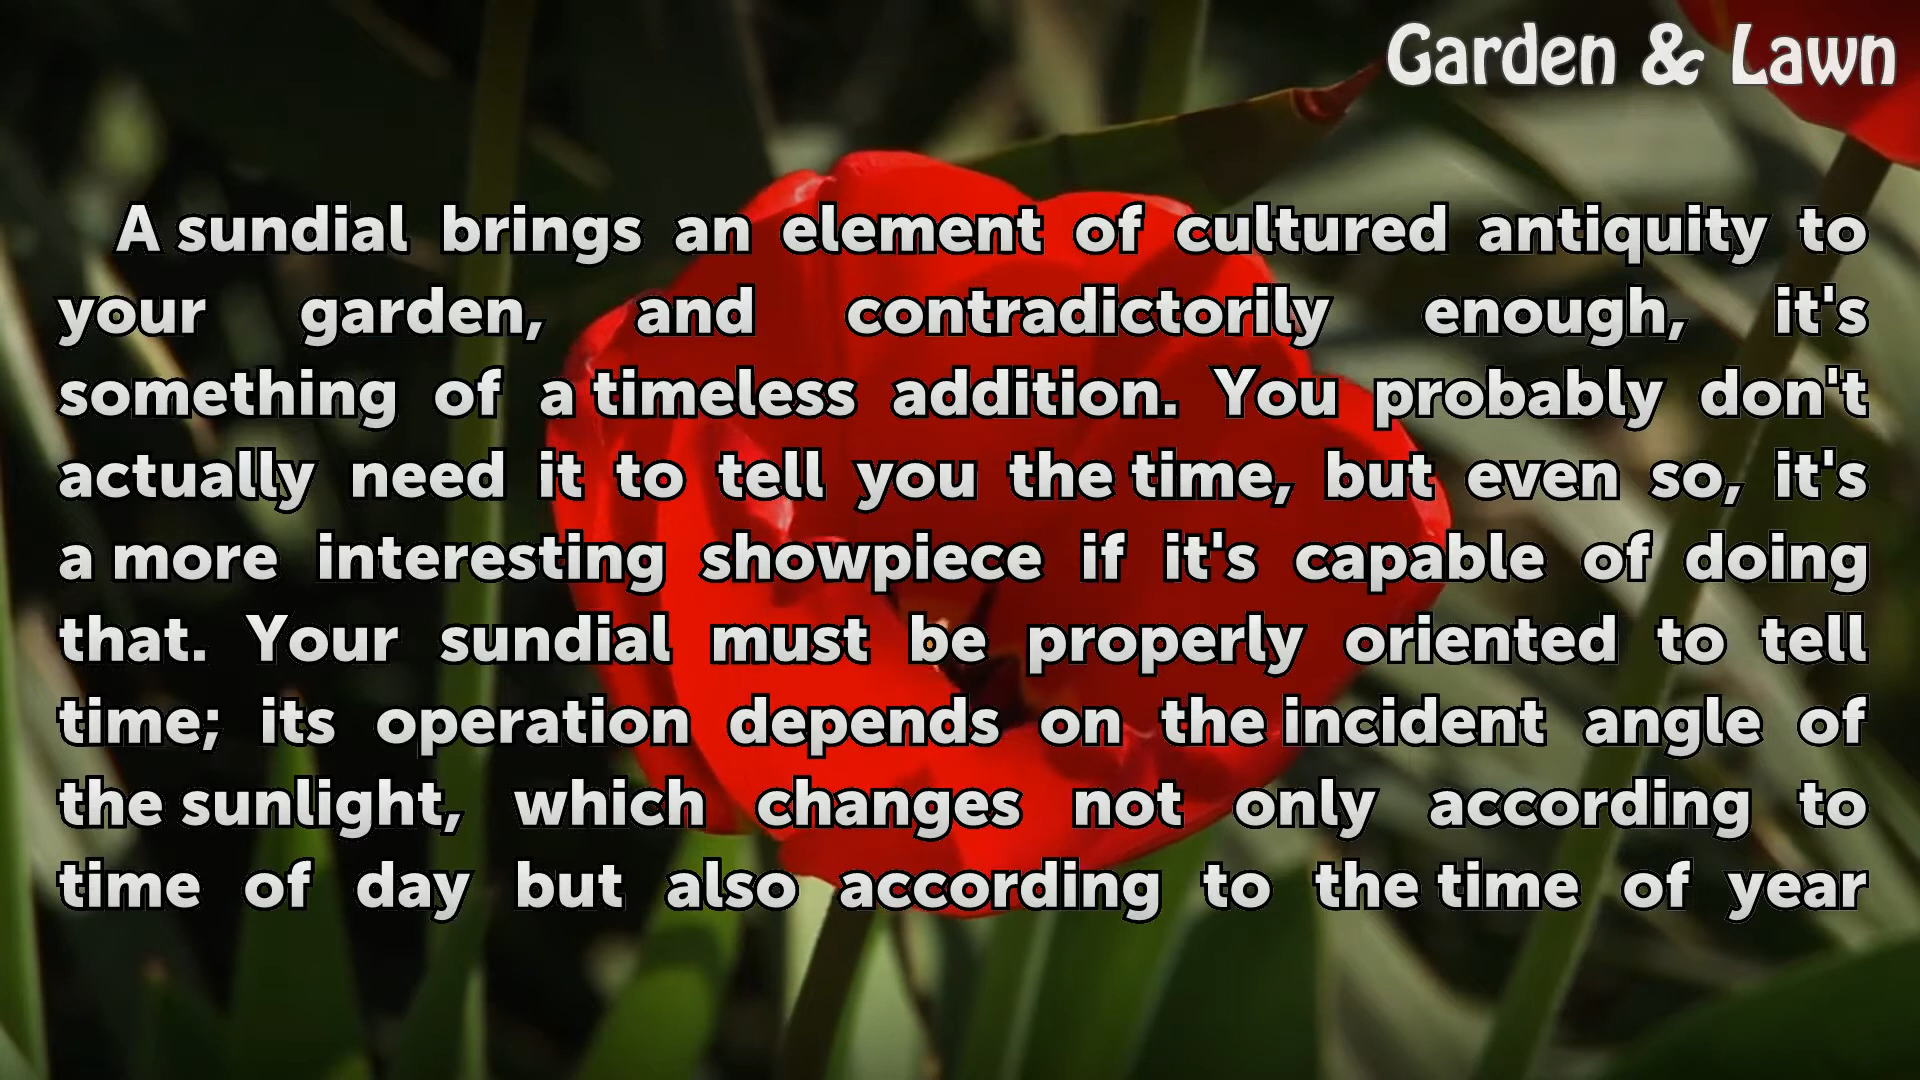 Garden & Lawn
A sundial brings an element of cultured antiquity to
your garden, and contradictorily enough, it's
something of a timeless addition. You probably don't
actually need it to tell you the time, but even so, it's
a more interesting showpiece if it's capable of doing
that. Your sundial must be properly oriented to tell
time; its operation depends on the incident angle of
the sunlight, which changes not only according to
time of day but also according to the time of year